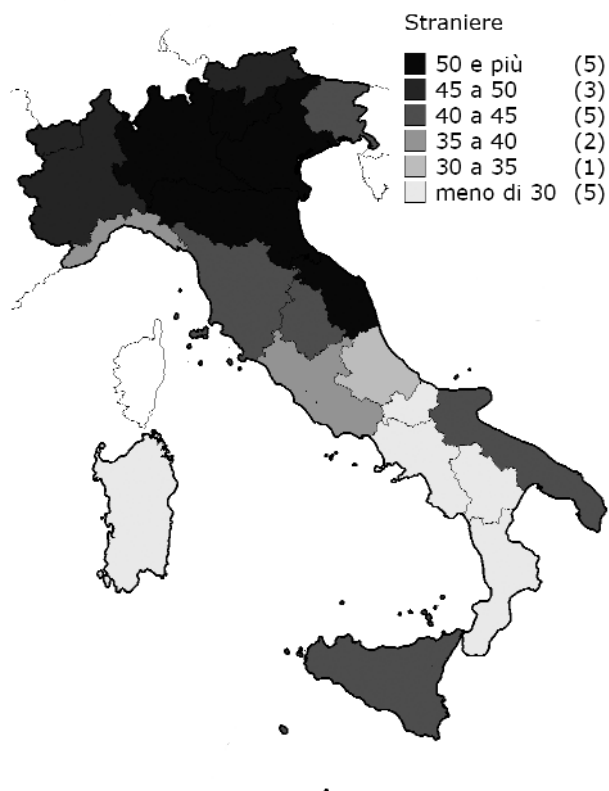 Straniere
50 e più (5)
45 a 50 (3)
40 a 45 (5)
35 a 40 (2)
30 a 35 (1)
meno di 30 (5)